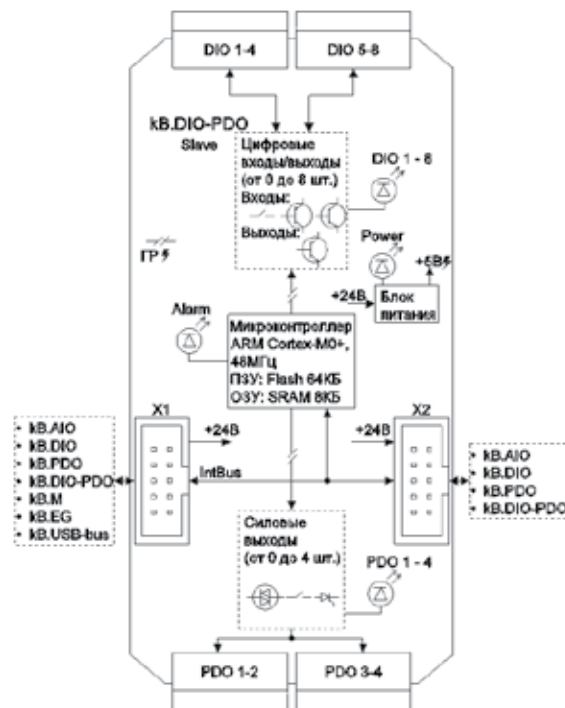 DIO 1-4
DIO 5-8
kB.DIO-PDO
Slave
Цифровые
входы/выходы
(от 0 до 8 шт.)
Входы:
Выходы:
DIO 1 - 8
ГР
Power
+5В
+24В
Блок
питания
Alarm
Микроконтроллер
ARM Cortex-M0+,
48МГц
ПЗУ: Flash 64КБ
ОЗУ: SRAM 8КБ
X1
X2
+24В
+24В
IntBus
• kB.AIO
• kB.DIO
• kB.PDO
• kB.DIO-PDO
• kB.M
• kB.EG
• kB.USB-bus
• kB.AIO
• kB.DIO
• kB.PDO
• kB.DIO-PDO
Силовые
выходы
(от 0 до 4 шт.)
PDO 1 - 4
PDO 1-2
PDO 3-4